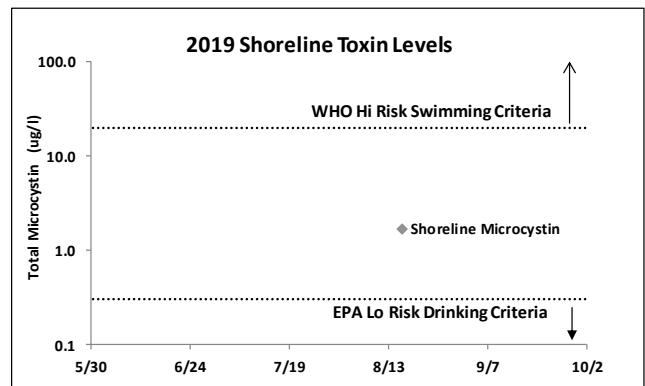 2019 Shoreline Toxin Levels
Total Microcystin (ug/l)
100.0
10.0
1.0
0.1
WHO Hi Risk Swimming Criteria
Shoreline Microcystin
EPA Lo Risk Drinking Criteria
5/30 6/24 7/19 8/13 9/7 10/2